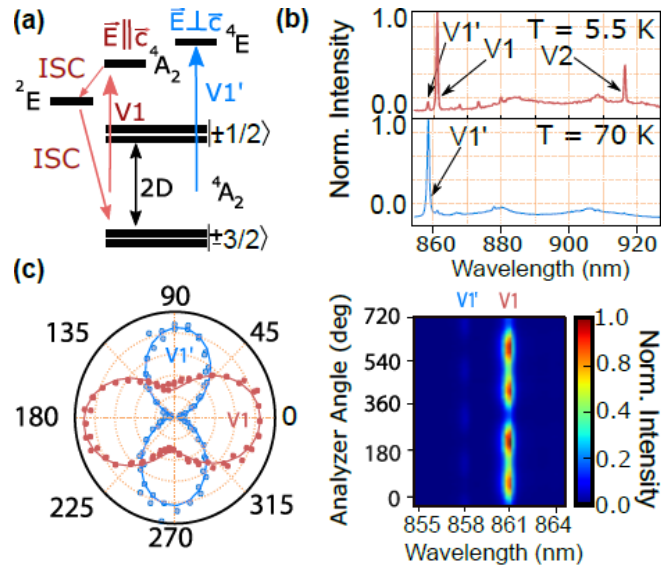 (a)
E⃗∥c⃗
E⃗⊥c⃗
⁴E
ISC
⁴A₂
²E
V1
V1'
|±1/2⟩
ISC
2D
⁴A₂
|±3/2⟩
(b)
Norm. Intensity
1.0
V1'
V1
T = 5.5 K
V2
0.0
1.0
V1'
T = 70 K
0.0
860
880
900
920
Wavelength (nm)
(c)
90
135
45
V1'
180
V1
0
225
315
270
V1'
V1
Analyzer Angle (deg)
720
540
360
180
0
855
858
861
864
Wavelength (nm)
1.0
0.8
0.4
0.2
0.0
Norm. Intensity